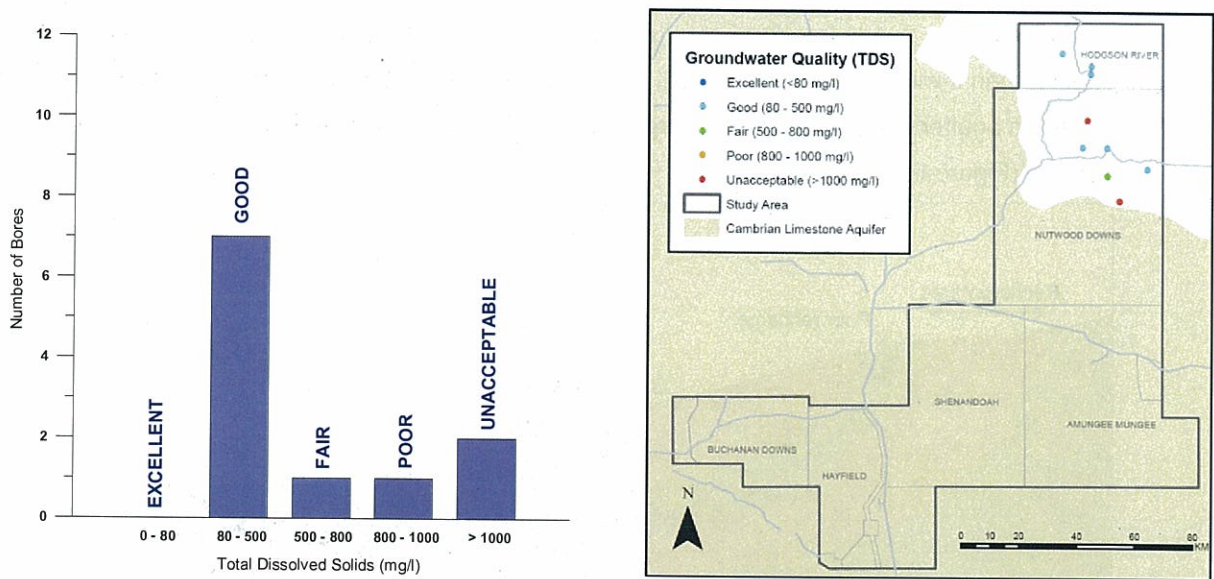 12
10
8
6
4
2
0
Number of Bores
EXCELLENT
GOOD
FAIR
POOR
UNACCEPTABLE
0 - 80
80 - 500
500 - 800
800 - 1000
> 1000
Total Dissolved Solids (mg/l)
Groundwater Quality (TDS)
Excellent (<80 mg/l)
Good (80 - 500 mg/l)
Fair (500 - 800 mg/l)
Poor (800 - 1000 mg/l)
Unacceptable (>1000 mg/l)
Study Area
Cambrian Limestone Aquifer
HODGSON RIVER
NUTWOOD DOWNS
SHENANDOAH
AMUNGEE MUNGEE
BUCHANAN DOWNS
HAYFIELD
N
0 20 40 60 80
KM